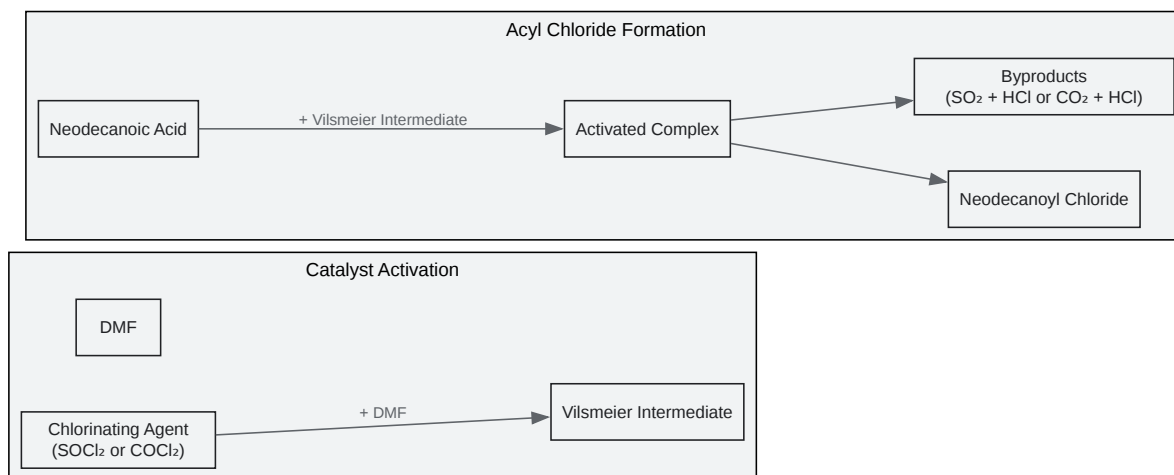 Acyl Chloride Formation
Neodecanoic Acid
+ Vilsmeier Intermediate
Activated Complex
Byproducts
(SO₂ + HCl or CO₂ + HCl)
Neodecanoyl Chloride
Catalyst Activation
DMF
Chlorinating Agent
(SOCl₂ or COCl₂)
+ DMF
Vilsmeier Intermediate